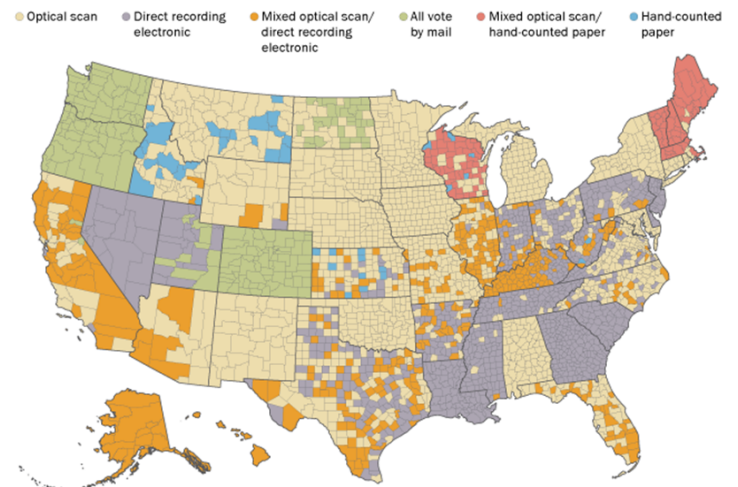 Optical scan
Direct recording
electronic
Mixed optical scan/
direct recording
electronic
All vote
by mail
Mixed optical scan/
hand-counted paper
Hand-counted
paper